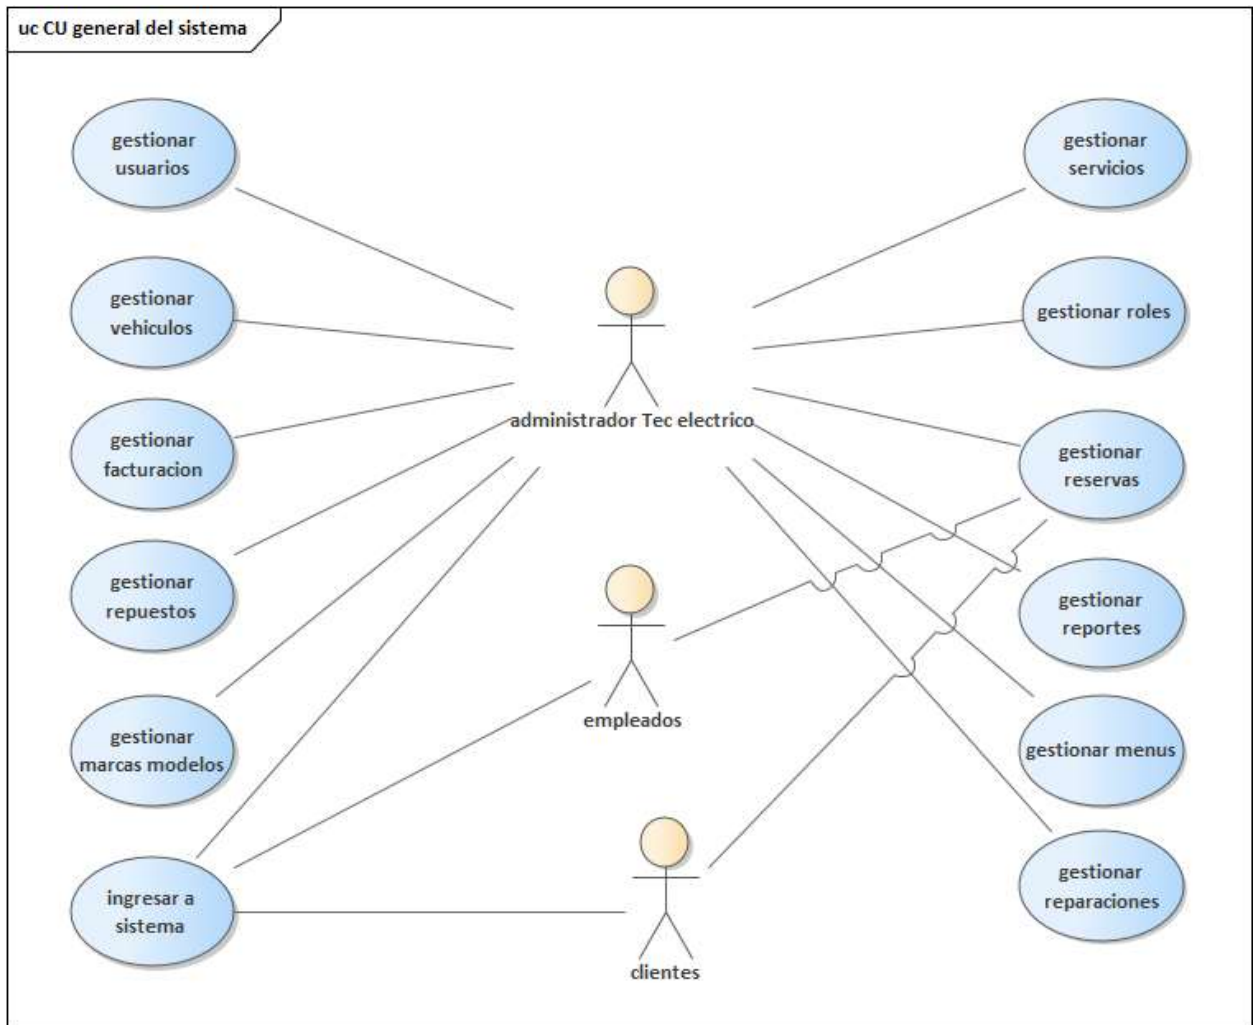 uc CU general del sistema
gestionar
usuarios
gestionar
servicios
gestionar
vehiculos
gestionar roles
administrador Tec electrico
gestionar
facturacion
gestionar
reservas
gestionar
repuestos
gestionar
reportes
empleados
gestionar
marcas modelos
gestionar menus
ingresar a
sistema
gestionar
reparaciones
clientes